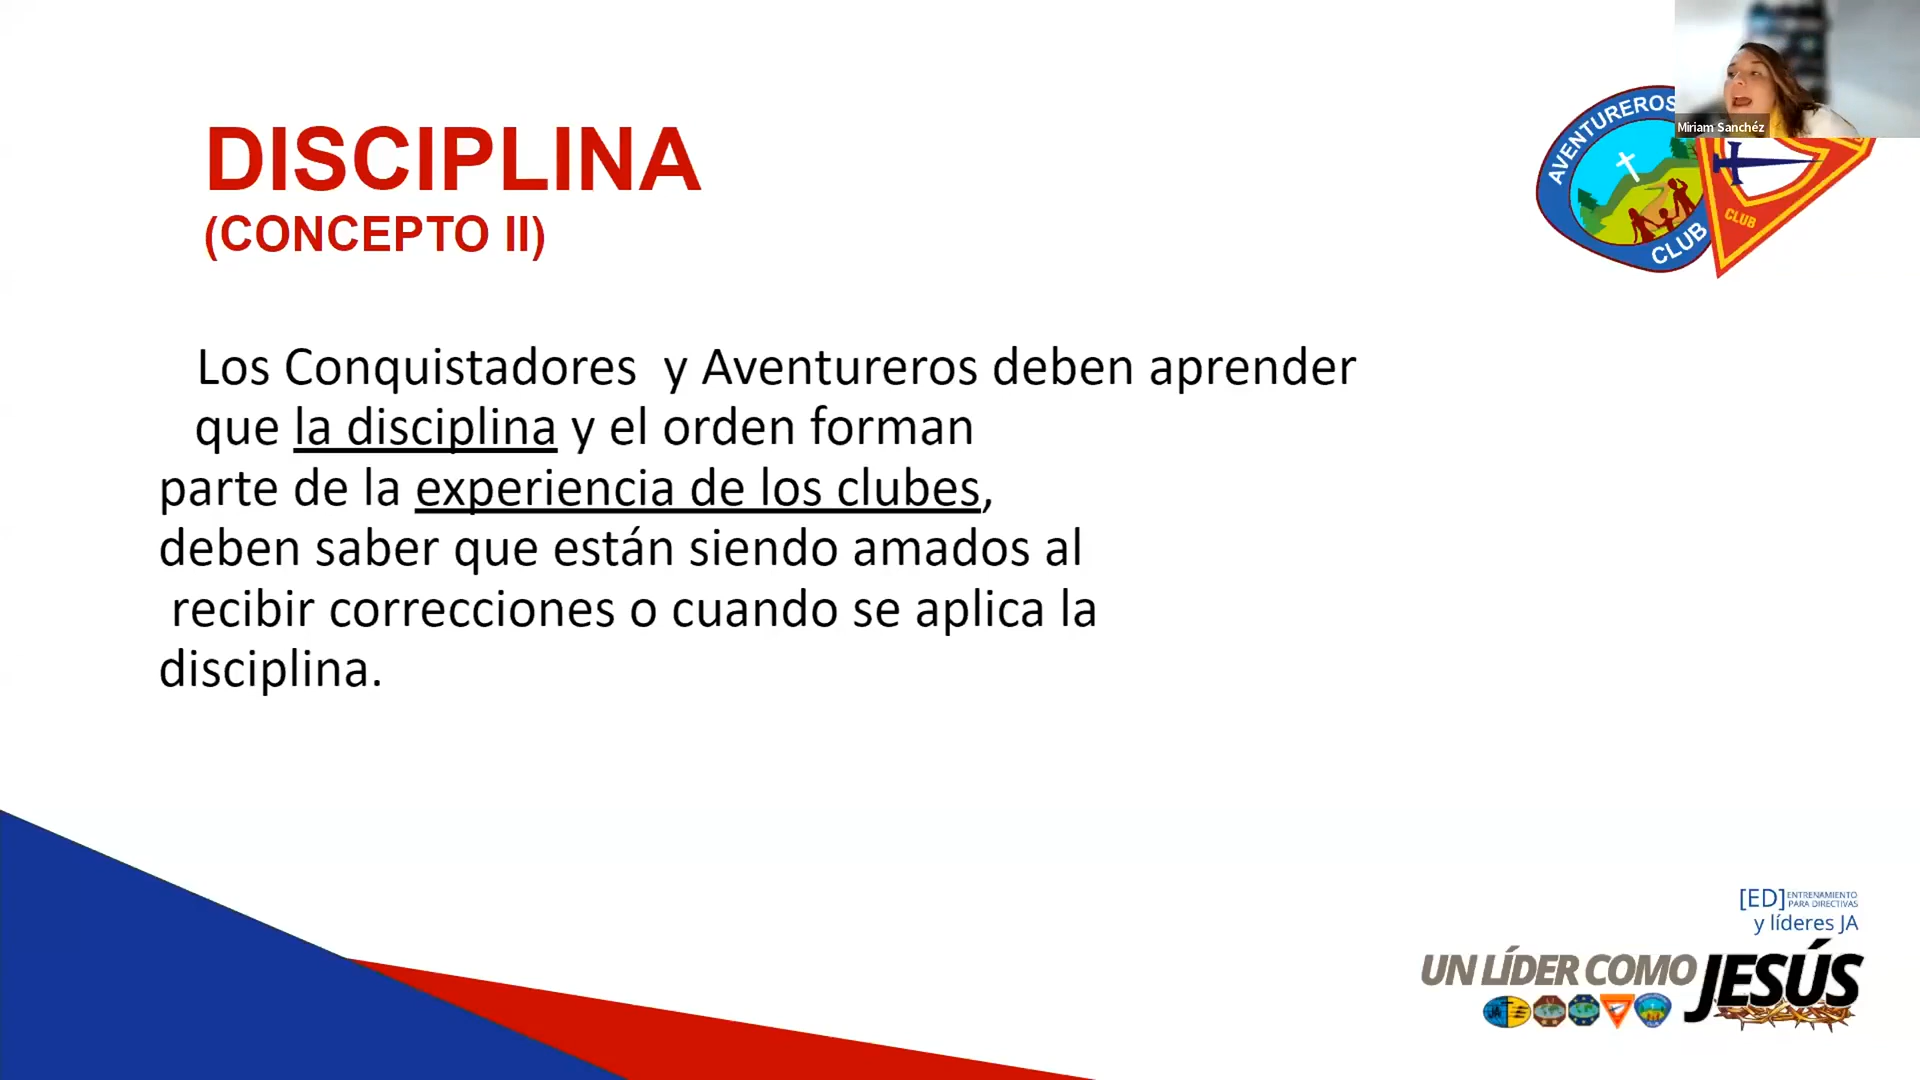 DISCIPLINA
(CONCEPTO II)
AVENTUREROS
CLUB
CLUB
Miriam Sanchéz
Los Conquistadores y Aventureros deben aprender
que la disciplina y el orden forman
parte de la experiencia de los clubes,
deben saber que están siendo amados al
recibir correcciones o cuando se aplica la
disciplina.
[ED] ENTRENAMIENTO
PARA DIRECTIVAS
y líderes JA
UN LÍDER COMO JESÚS